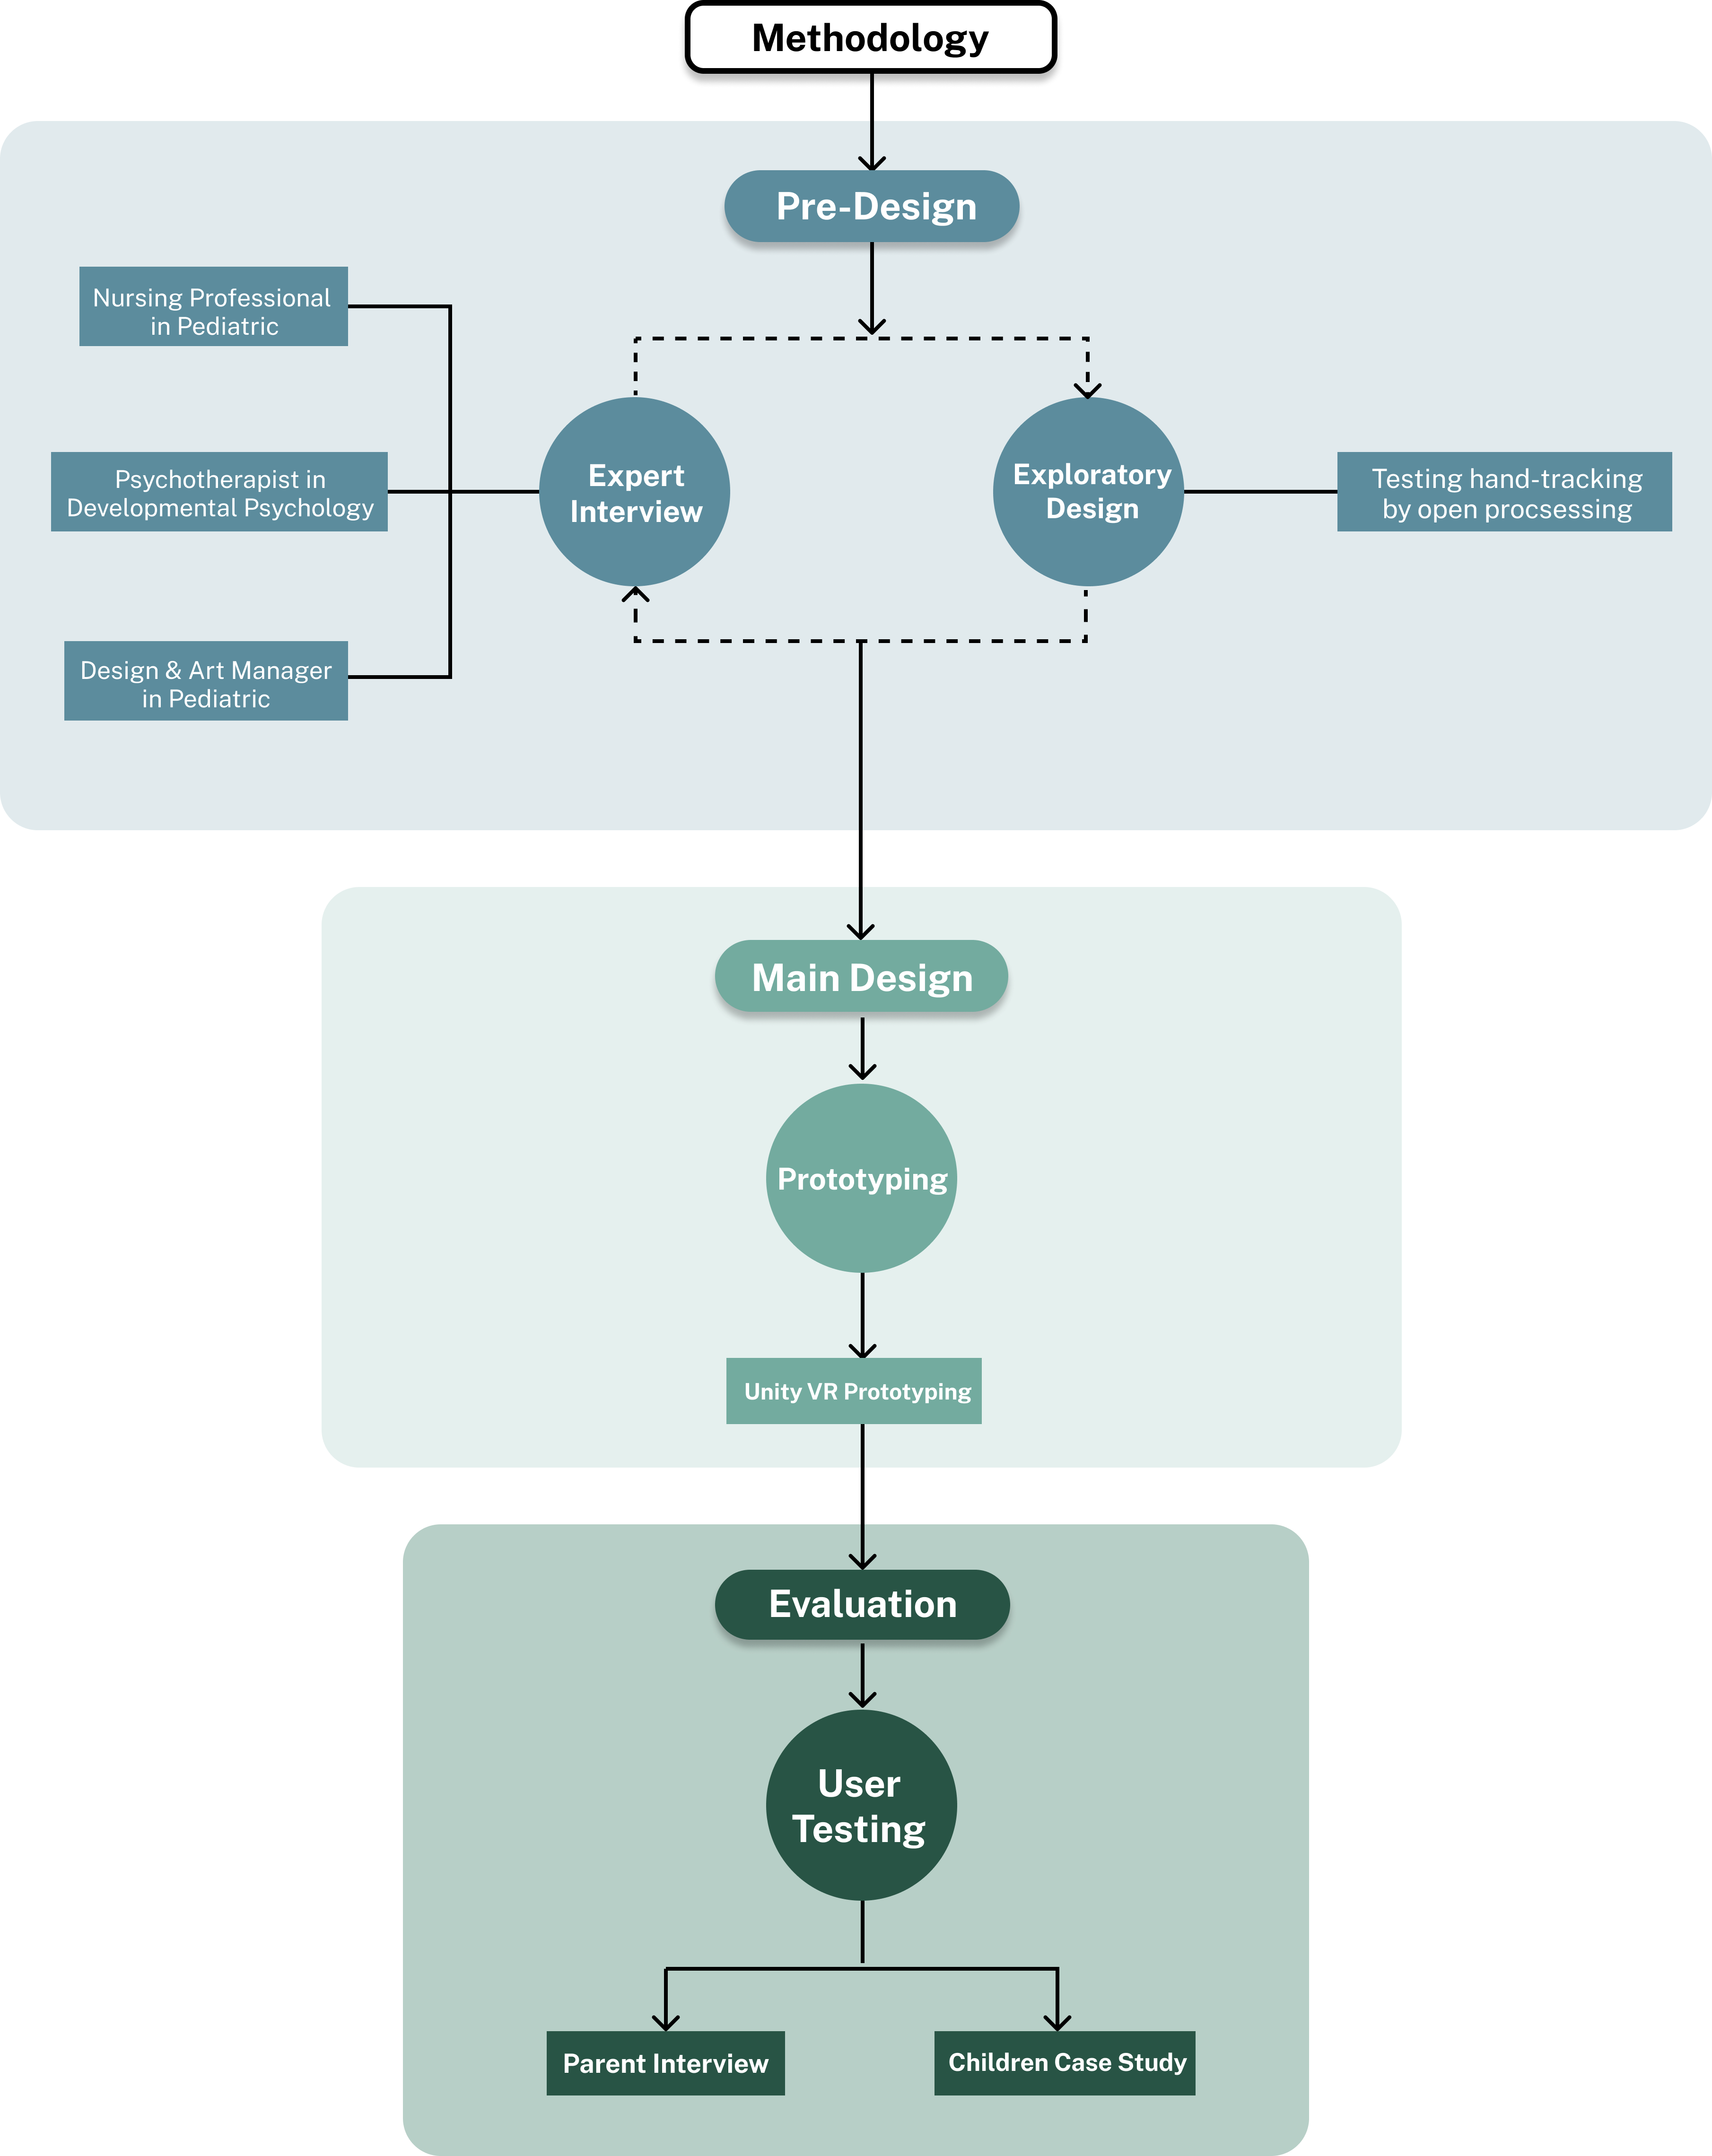 Methodology
Pre-Design
Nursing Professional
in Pediatric
Psychotherapist in
Developmental Psychology
Design & Art Manager
in Pediatric
Expert
Interview
Exploratory
Design
Testing hand-tracking
by open procsessing
Main Design
Prototyping
Unity VR Prototyping
Evaluation
User
Testing
Parent Interview
Children Case Study